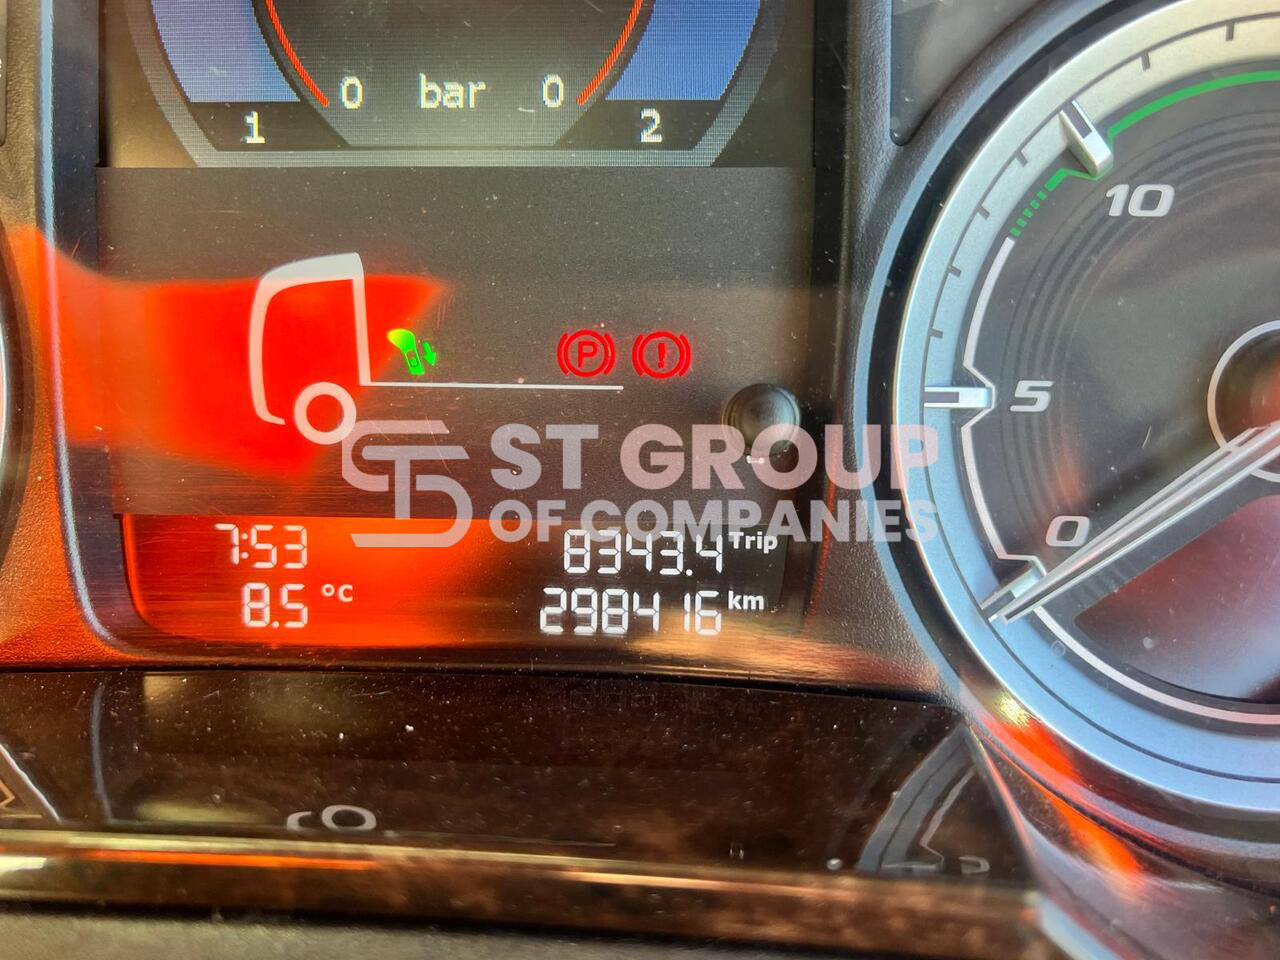 0 bar 0
1 2
10
5
0
P !
ST GROUP
OF COMPANIES
7:53 8343.4 Trip
8.5 °C 298416 km